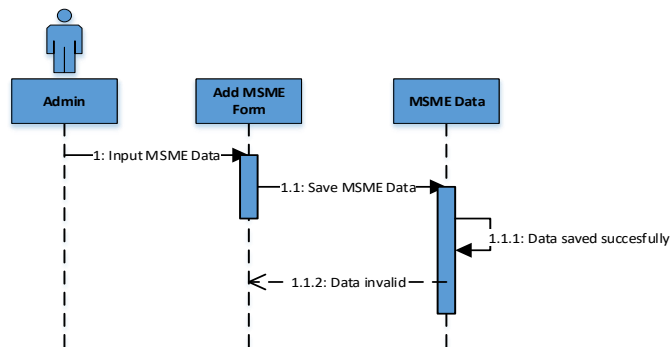 Admin
Add MSME
Form
MSME Data
1: Input MSME Data
1.1: Save MSME Data
1.1.1: Data saved succesfully
1.1.2: Data invalid